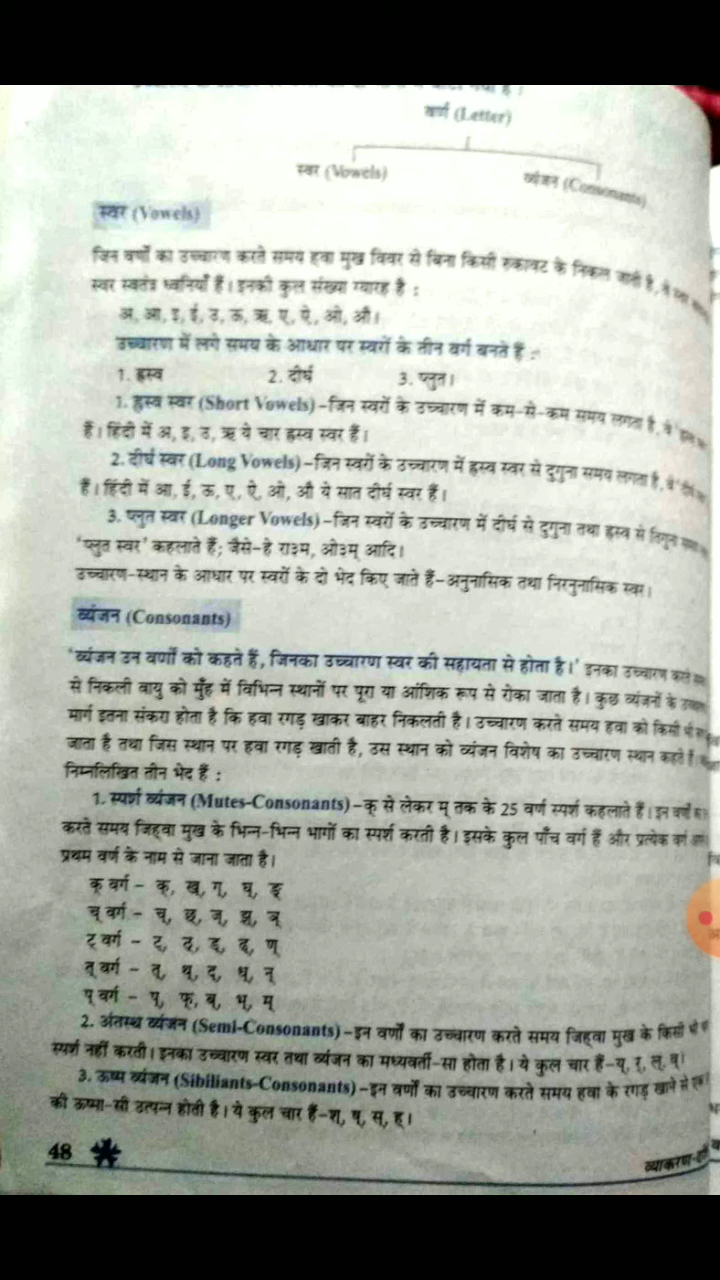 वर्ण (Letter)
स्वर (Vowels) व्यंजन (Consonants)
स्वर (Vowels)
जिन वर्णों का उच्चारण करते समय हवा मुख विवर से बिना किसी रुकावट के निकल जाती है, वे
स्वर स्वतंत्र ध्वनियाँ हैं। इनकी कुल संख्या ग्यारह है :
अ, आ, इ, ई, उ, ऊ, ऋ, ए, ऐ, ओ, औ।
उच्चारण में लगे समय के आधार पर स्वरों के तीन वर्ग बनते हैं :
1. ह्रस्व 2. दीर्घ 3. प्लुत।
1. ह्रस्व स्वर (Short Vowels) –जिन स्वरों के उच्चारण में कम-से-कम समय लगता है, वे
हैं। हिंदी में अ, इ, उ, ऋ ये चार ह्रस्व स्वर हैं।
2. दीर्घ स्वर (Long Vowels) –जिन स्वरों के उच्चारण में ह्रस्व स्वर से दुगुना समय लगता है, वे
हैं। हिंदी में आ, ई, ऊ, ए, ऐ, ओ, औ ये सात दीर्घ स्वर हैं।
3. प्लुत स्वर (Longer Vowels) –जिन स्वरों के उच्चारण में दीर्घ से दुगुना तथा ह्रस्व से तिगुना
'प्लुत स्वर' कहलाते हैं; जैसे–हे रा३म, ओ३म् आदि।
उच्चारण-स्थान के आधार पर स्वरों के दो भेद किए जाते हैं–अनुनासिक तथा निरनुनासिक स्वर।
व्यंजन (Consonants)
'व्यंजन उन वर्णों को कहते हैं, जिनका उच्चारण स्वर की सहायता से होता है।' इनका उच्चारण करते
से निकली वायु को मुँह में विभिन्न स्थानों पर पूरा या आंशिक रूप से रोका जाता है। कुछ व्यंजनों के
मार्ग इतना संकरा होता है कि हवा रगड़ खाकर बाहर निकलती है। उच्चारण करते समय हवा को किसी
जाता है तथा जिस स्थान पर हवा रगड़ खाती है, उस स्थान को व्यंजन विशेष का उच्चारण स्थान कहते हैं।
निम्नलिखित तीन भेद हैं :
1. स्पर्श व्यंजन (Mutes-Consonants) –क् से लेकर म् तक के 25 वर्ण स्पर्श कहलाते हैं। इन वर्णों का
करते समय जिह्वा मुख के भिन्न-भिन्न भागों का स्पर्श करती है। इसके कुल पाँच वर्ग हैं और प्रत्येक वर्ग
प्रथम वर्ण के नाम से जाना जाता है।
क् वर्ग – क्, ख्, ग्, घ्, ङ्
च् वर्ग – च्, छ्, ज्, झ्, ञ्
ट् वर्ग – ट्, ठ्, ड्, ढ्, ण्
त् वर्ग – त्, थ्, द्, ध्, न्
प् वर्ग – प्, फ्, ब्, भ्, म्
2. अंतस्थ व्यंजन (Semi-Consonants) –इन वर्णों का उच्चारण करते समय जिह्वा मुख के किसी भी
स्पर्श नहीं करती। इनका उच्चारण स्वर तथा व्यंजन का मध्यवर्ती-सा होता है। ये कुल चार हैं–य्, र्, ल्, व्।
3. ऊष्म व्यंजन (Sibiliants-Consonants) –इन वर्णों का उच्चारण करते समय हवा के रगड़ खाने से
की ऊष्मा-सी उत्पन्न होती है। ये कुल चार हैं–श्, ष्, स्, ह्।
48